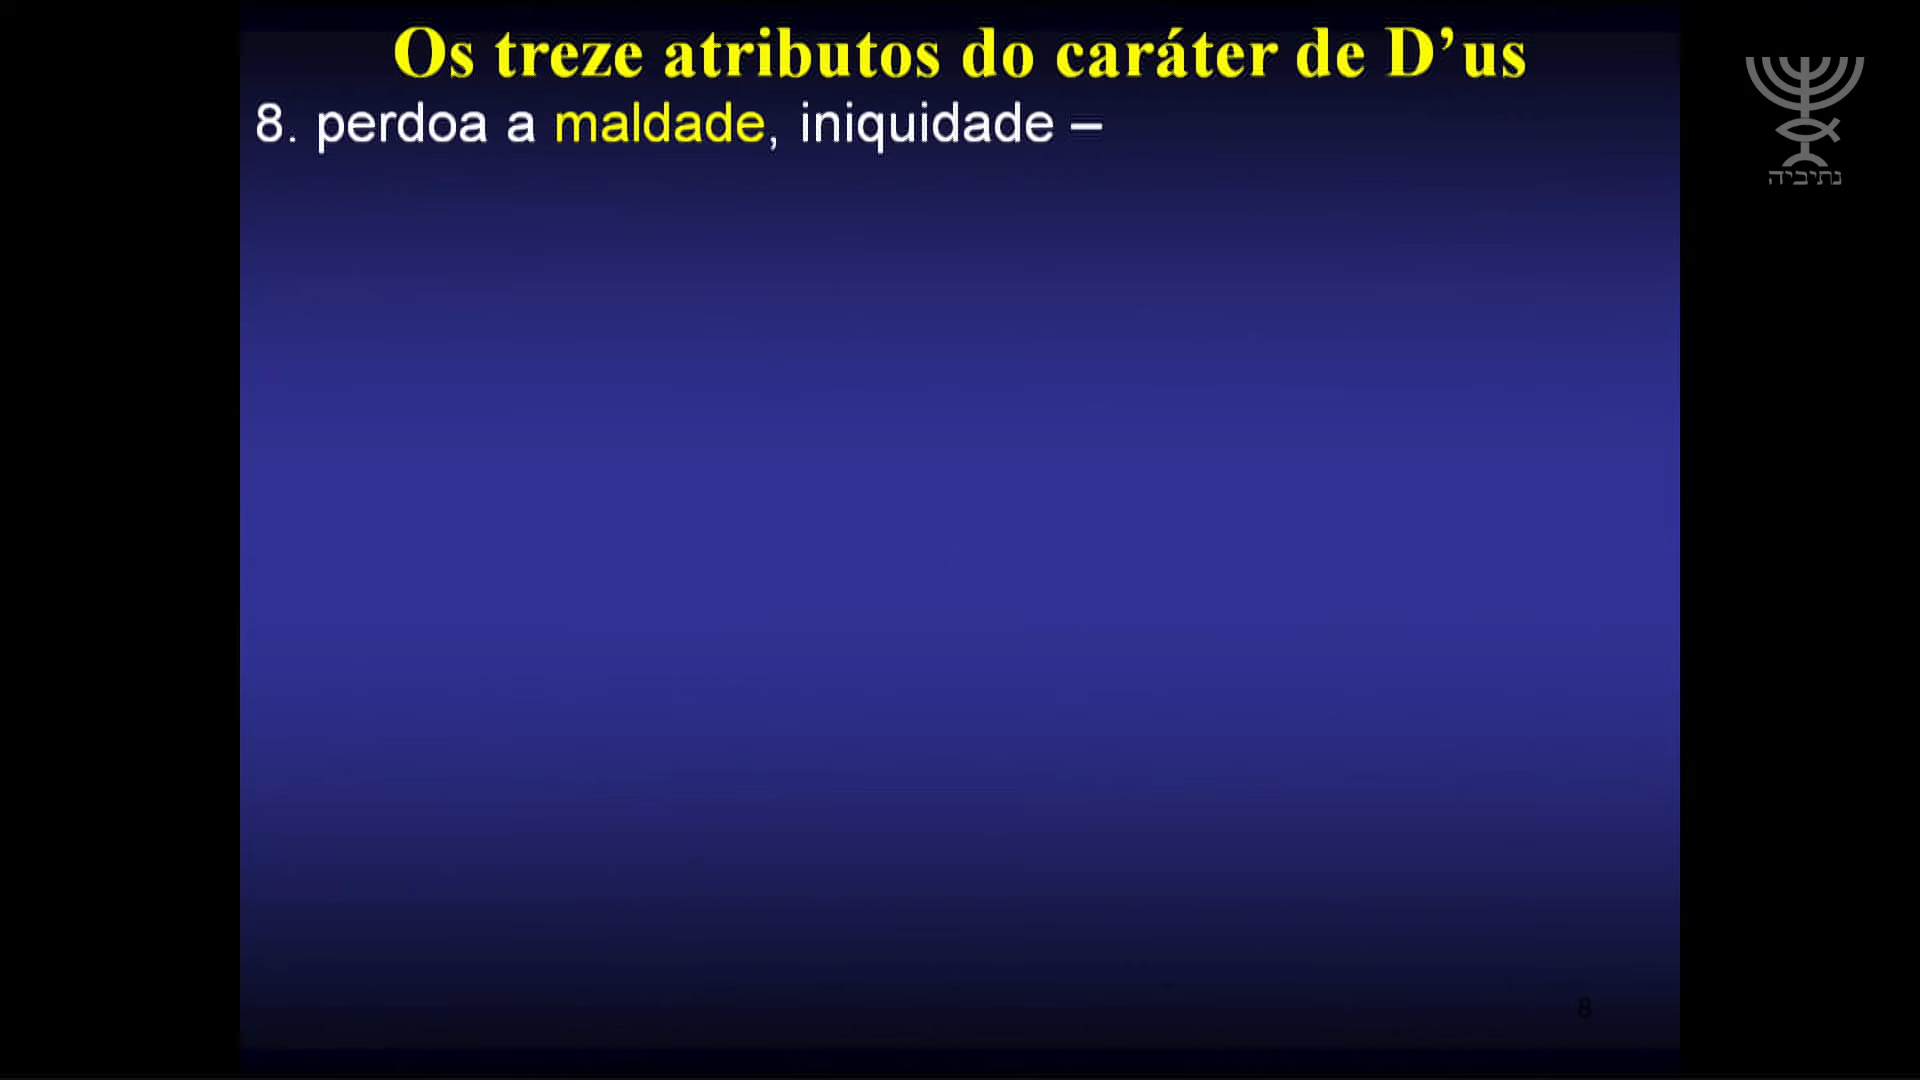 Os treze atributos do caráter de D’us
8. perdoa a maldade, iniquidade –
נתיביה
8